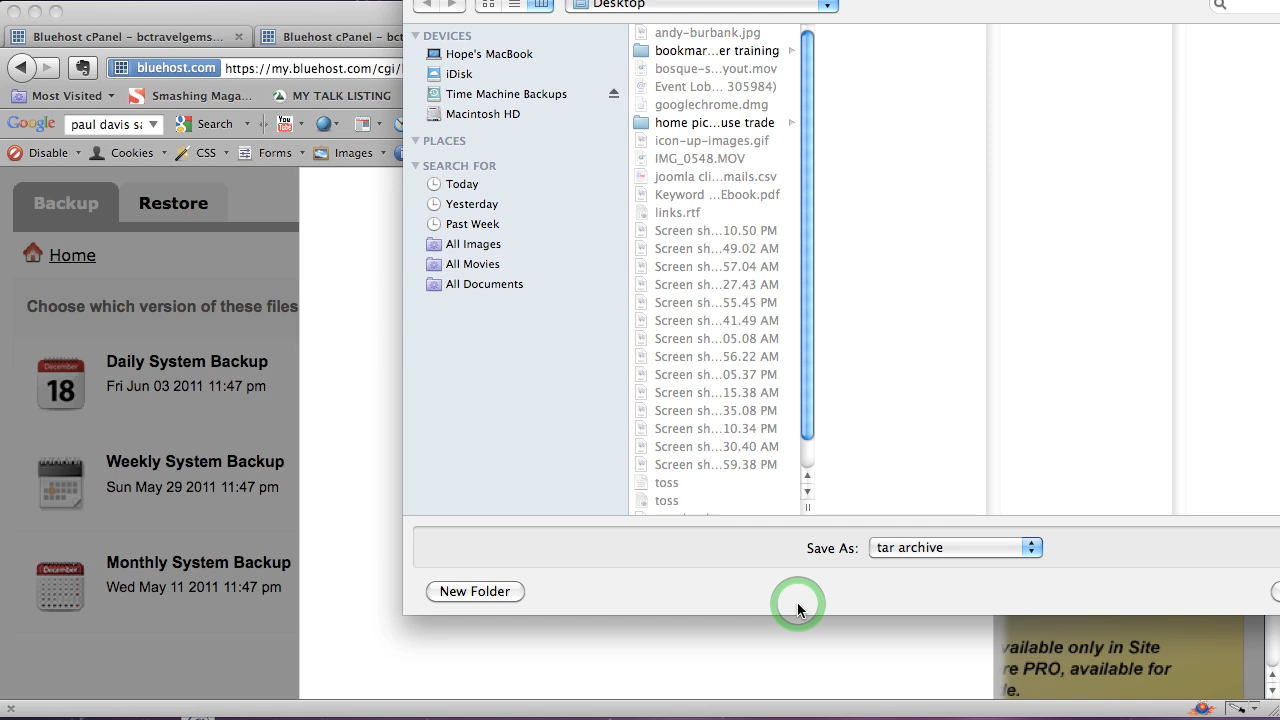 Desktop
Bluehost cPanel – bctravelgems...
Bluehost cPanel – bct
bluehost.com
https://my.bluehost.com/cgi/
Most Visited
Smashing Maga...
MY TALK LISTING
Google
paul davis s
Search
You
Tube
Disable
Cookies
CSS
Forms
Images
Backup
Restore
Home
Choose which version of these files
December
18
Daily System Backup
Fri Jun 03 2011 11:47 pm
Weekly System Backup
Sun May 29 2011 11:47 pm
December
Monthly System Backup
Wed May 11 2011 11:47 pm
DEVICES
Hope's MacBook
iDisk
Time Machine Backups
Macintosh HD
PLACES
SEARCH FOR
Today
Yesterday
Past Week
All Images
All Movies
All Documents
andy-burbank.jpg
bookmar...er training
bosque-s...yout.mov
Event Lob... 305984)
googlechrome.dmg
home pic...use trade
icon-up-images.gif
IMG_0548.MOV
joomla cli...mails.csv
Keyword ...Ebook.pdf
links.rtf
Screen sh...10.50 PM
Screen sh...49.02 AM
Screen sh...57.04 AM
Screen sh...27.43 AM
Screen sh...55.45 PM
Screen sh...41.49 AM
Screen sh...05.08 AM
Screen sh...56.22 AM
Screen sh...05.37 PM
Screen sh...15.38 AM
Screen sh...35.08 PM
Screen sh...10.34 PM
Screen sh...30.40 AM
Screen sh...59.38 PM
toss
toss
Save As:
tar archive
New Folder
vailable only in Site
re PRO, available for
le.